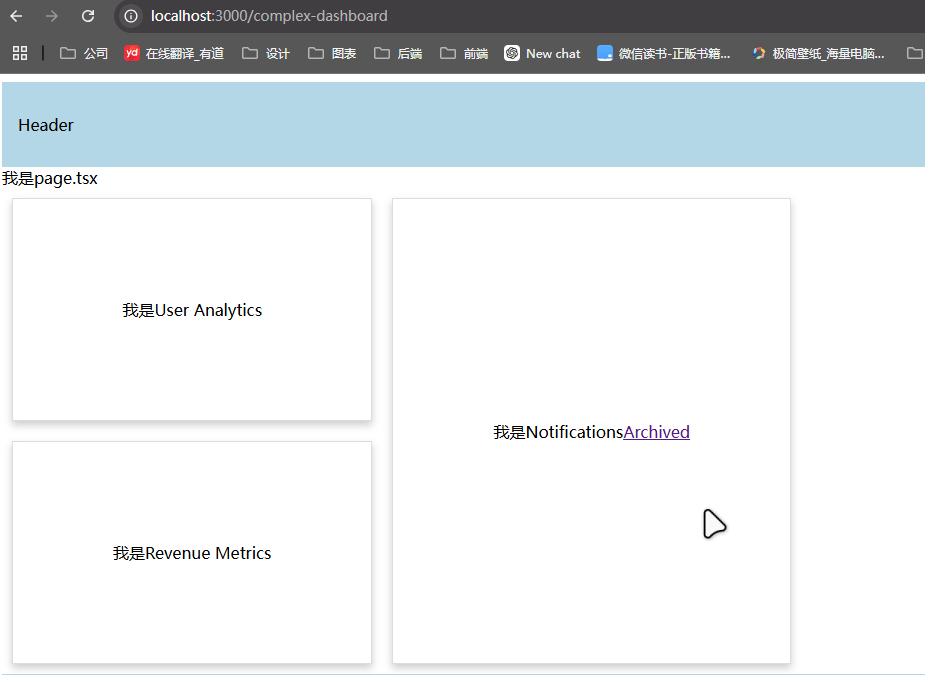 localhost:3000/complex-dashboard
公司 yd 在线翻译_有道 设计 图表 后端 前端 New chat 微信读书-正版书籍... 极简壁纸_海量电脑...
Header
我是page.tsx
我是User Analytics
我是NotificationsArchived
我是Revenue Metrics